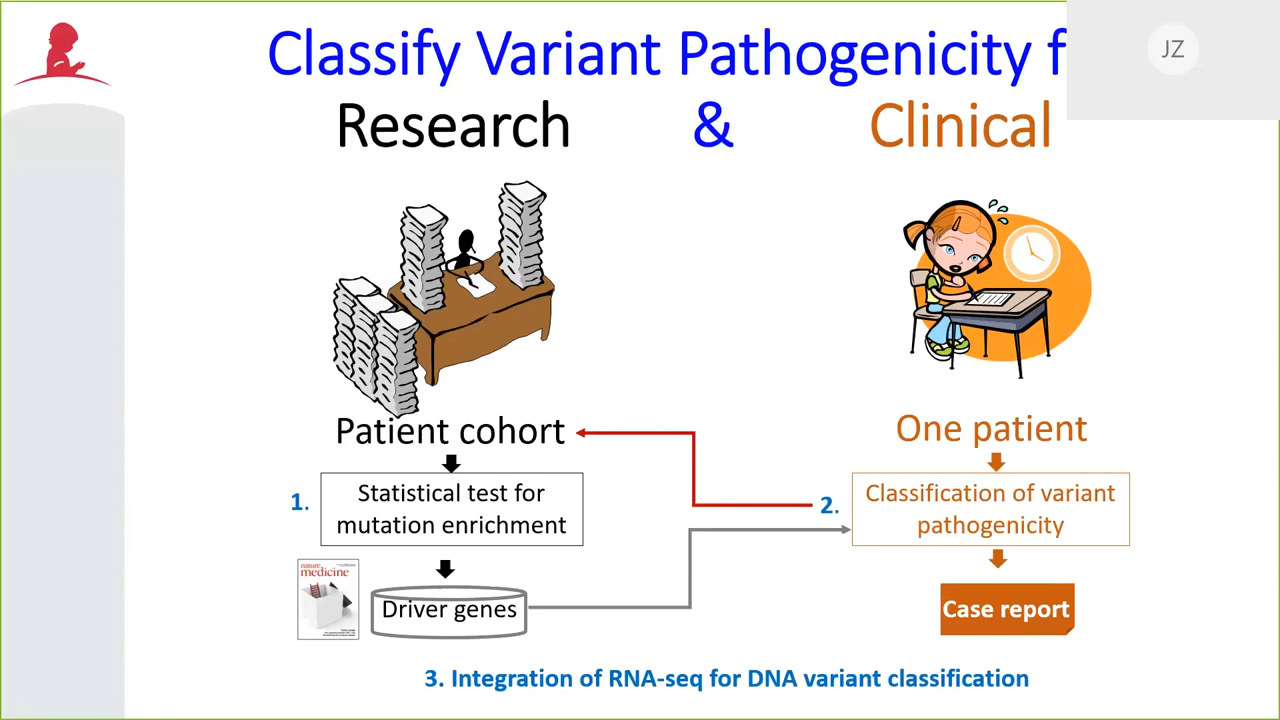 Classify Variant Pathogenicity f
JZ
Research & Clinical
Patient cohort
One patient
1.
Statistical test for
mutation enrichment
2.
Classification of variant
pathogenicity
nature
medicine
Driver genes
Case report
3. Integration of RNA-seq for DNA variant classification